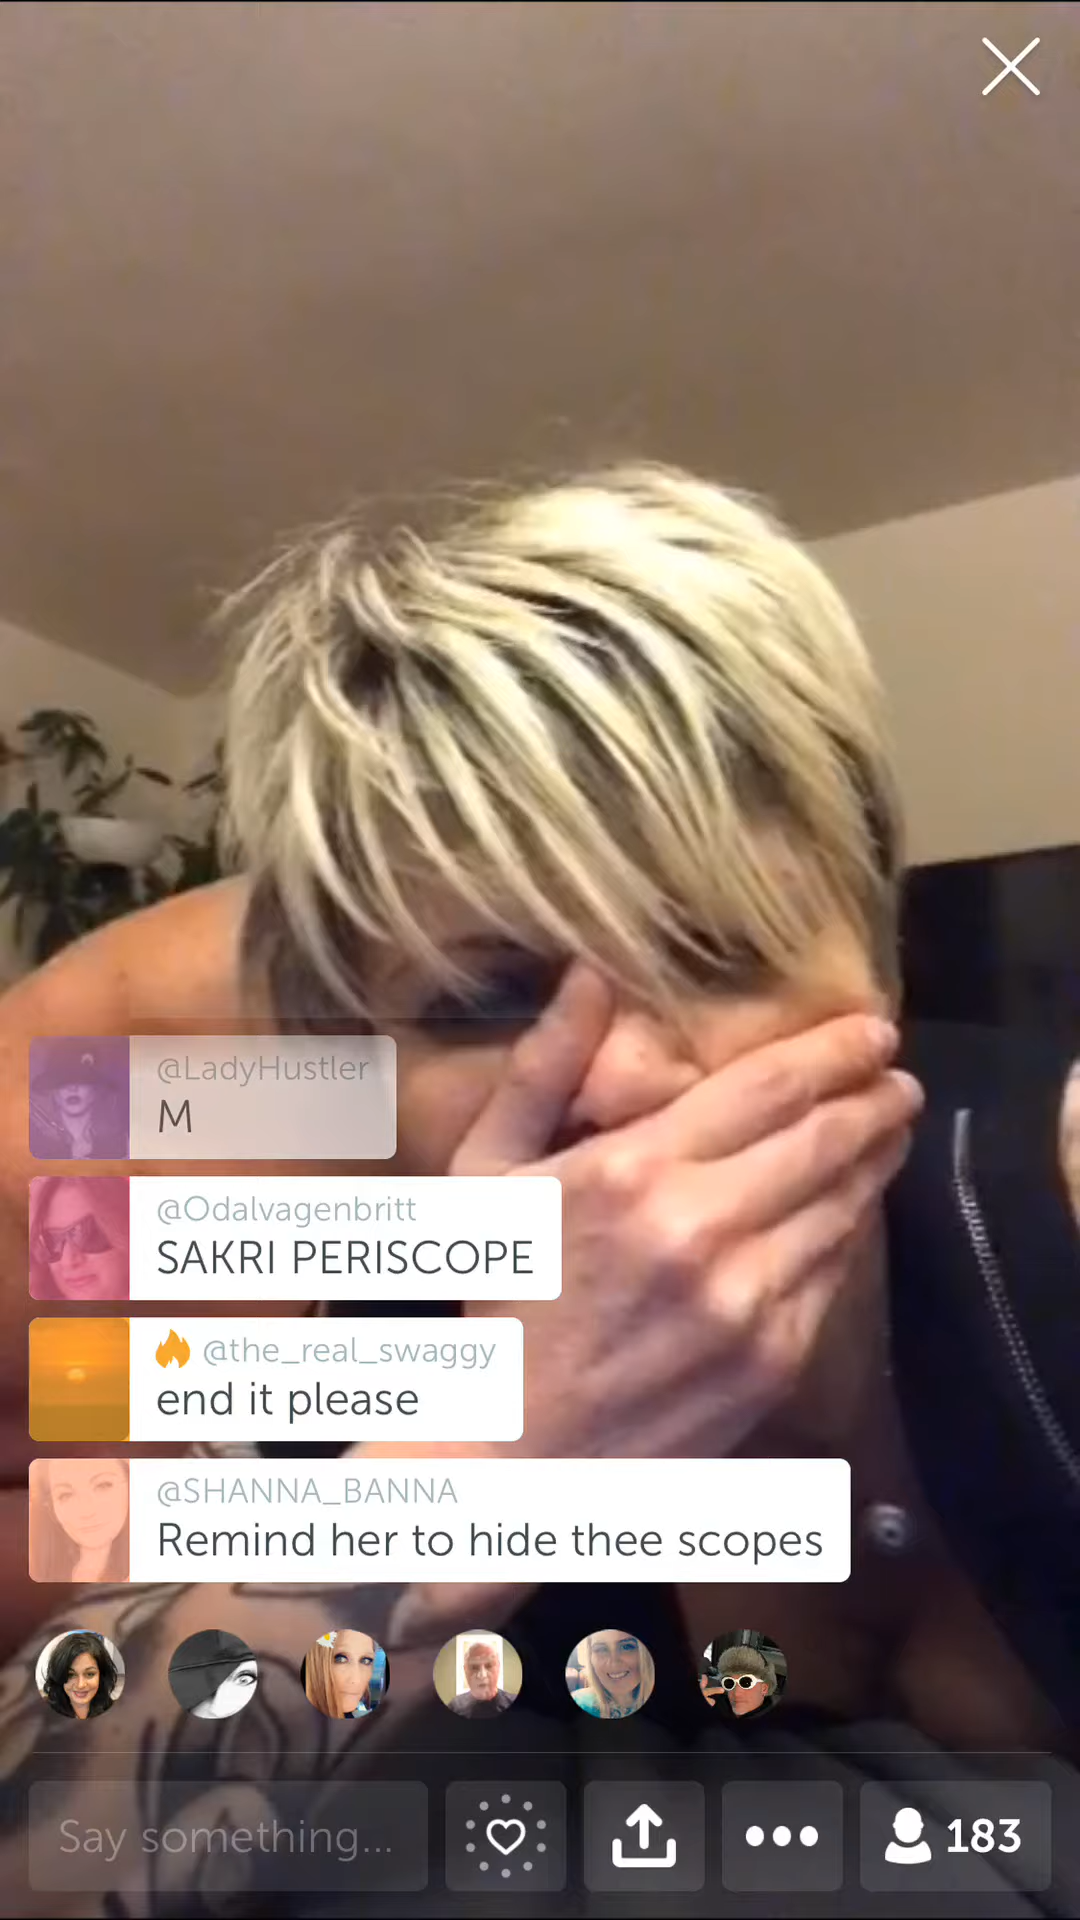 @LadyHustler
M
@Odalvagenbritt
SAKRI PERISCOPE
@the_real_swaggy
end it please
@SHANNA_BANNA
Remind her to hide thee scopes
Say something...
183